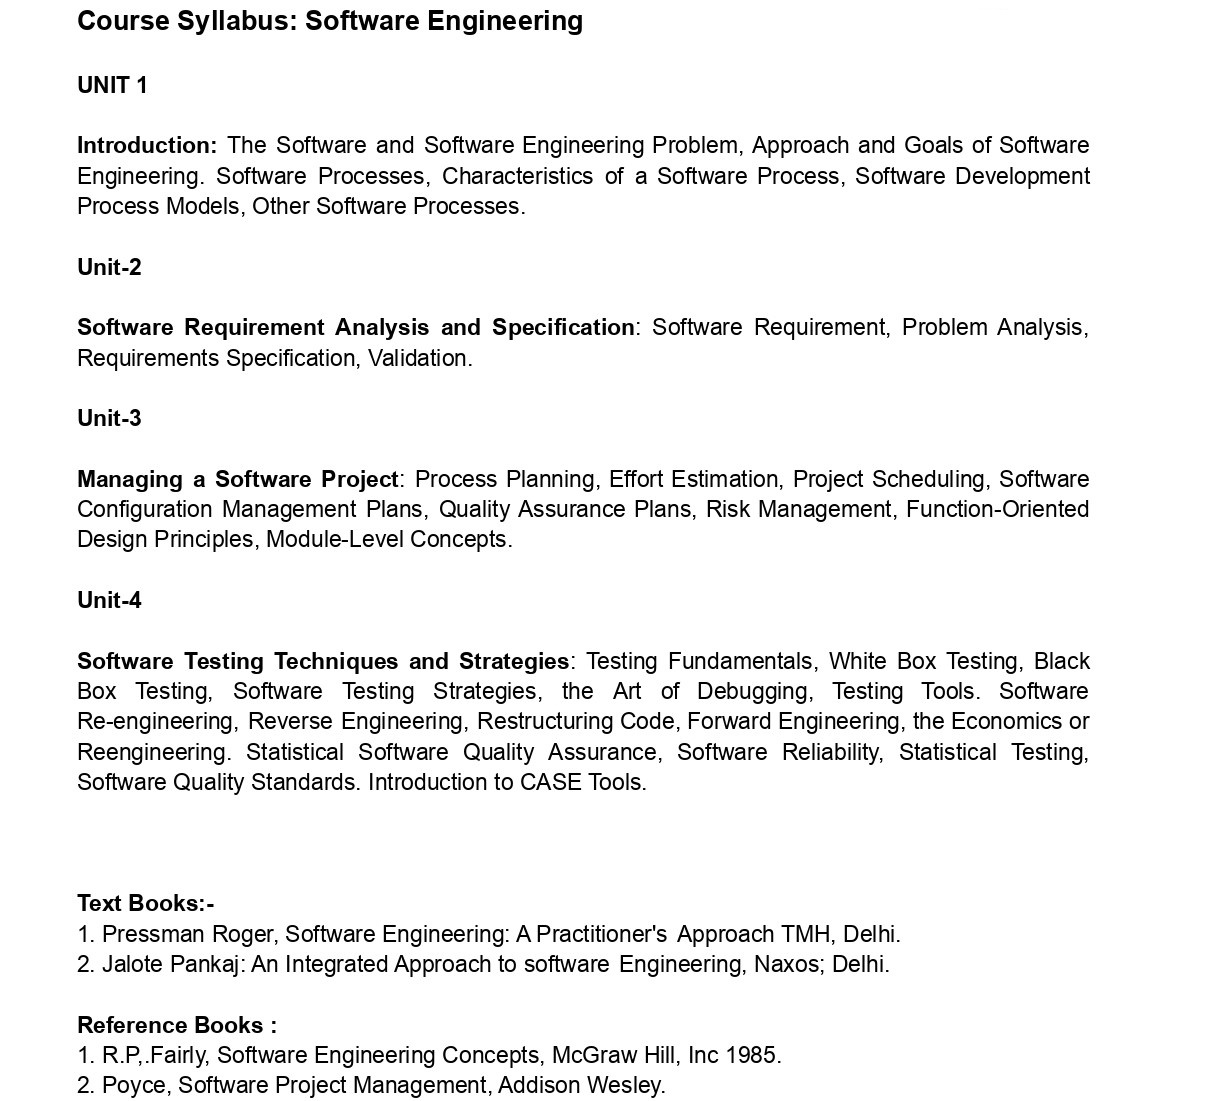 Course Syllabus: Software Engineering
UNIT 1
Introduction: The Software and Software Engineering Problem, Approach and Goals of Software
Engineering. Software Processes, Characteristics of a Software Process, Software Development
Process Models, Other Software Processes.
Unit-2
Software Requirement Analysis and Specification: Software Requirement, Problem Analysis,
Requirements Specification, Validation.
Unit-3
Managing a Software Project: Process Planning, Effort Estimation, Project Scheduling, Software
Configuration Management Plans, Quality Assurance Plans, Risk Management, Function-Oriented
Design Principles, Module-Level Concepts.
Unit-4
Software Testing Techniques and Strategies: Testing Fundamentals, White Box Testing, Black
Box Testing, Software Testing Strategies, the Art of Debugging, Testing Tools. Software
Re-engineering, Reverse Engineering, Restructuring Code, Forward Engineering, the Economics or
Reengineering. Statistical Software Quality Assurance, Software Reliability, Statistical Testing,
Software Quality Standards. Introduction to CASE Tools.
Text Books:-
1. Pressman Roger, Software Engineering: A Practitioner's Approach TMH, Delhi.
2. Jalote Pankaj: An Integrated Approach to software Engineering, Naxos; Delhi.
Reference Books :
1. R.P,.Fairly, Software Engineering Concepts, McGraw Hill, Inc 1985.
2. Poyce, Software Project Management, Addison Wesley.